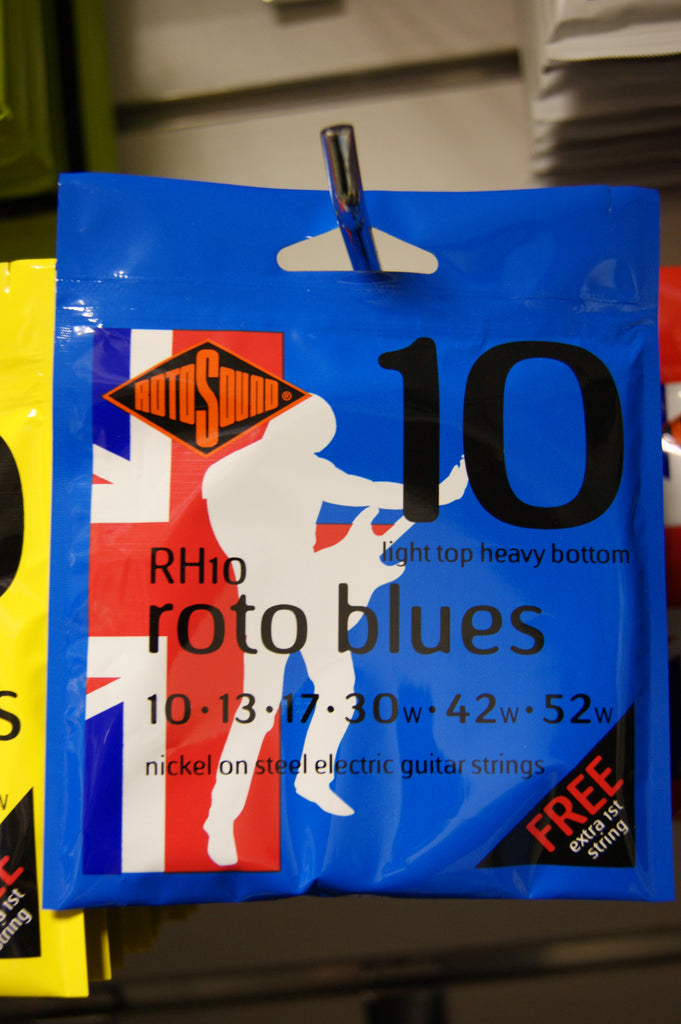 ROTOSOUND®
10
light top heavy bottom
RH10
roto blues
10·13·17·30w·42w·52w
nickel on steel electric guitar strings
FREE
extra 1st
string